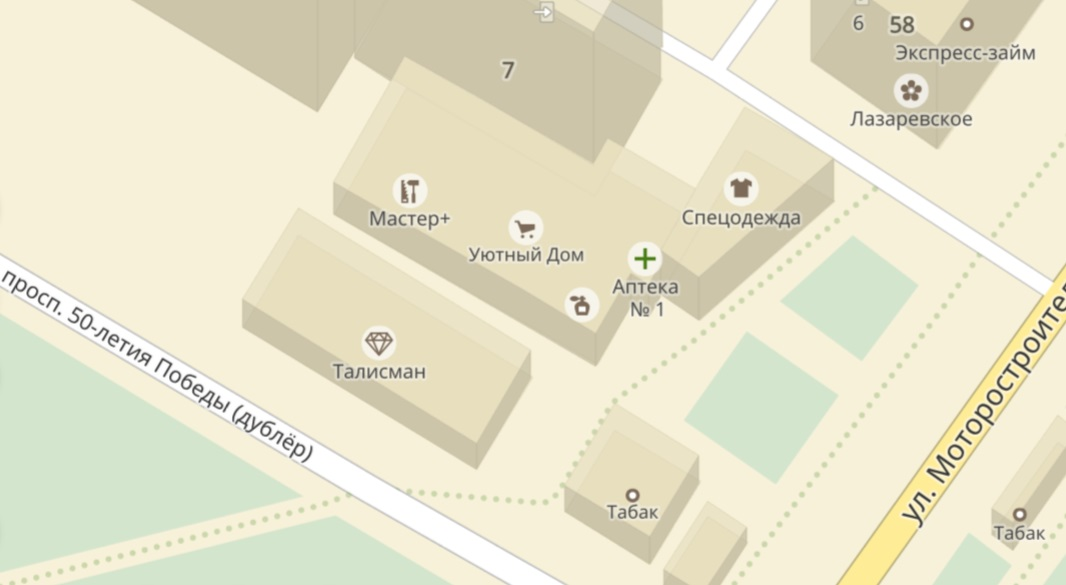 6
58
Экспресс-займ
7
Лазаревское
Мастер+
Спецодежда
Уютный Дом
Аптека
№ 1
просп. 50-летия Победы (дублёр)
Талисман
ул.
Табак
Табак